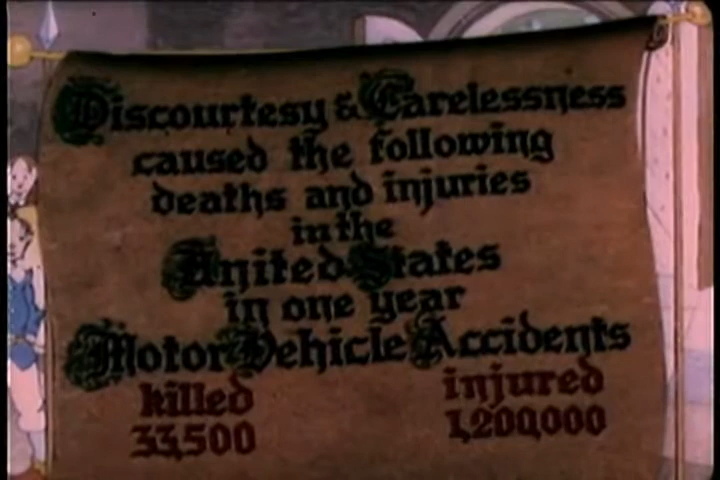 Discourtesy & Carelessness
caused the following
deaths and injuries
in the
United States
in one year
Motor Vehicle Accidents
killed injured
33,500 1,200,000